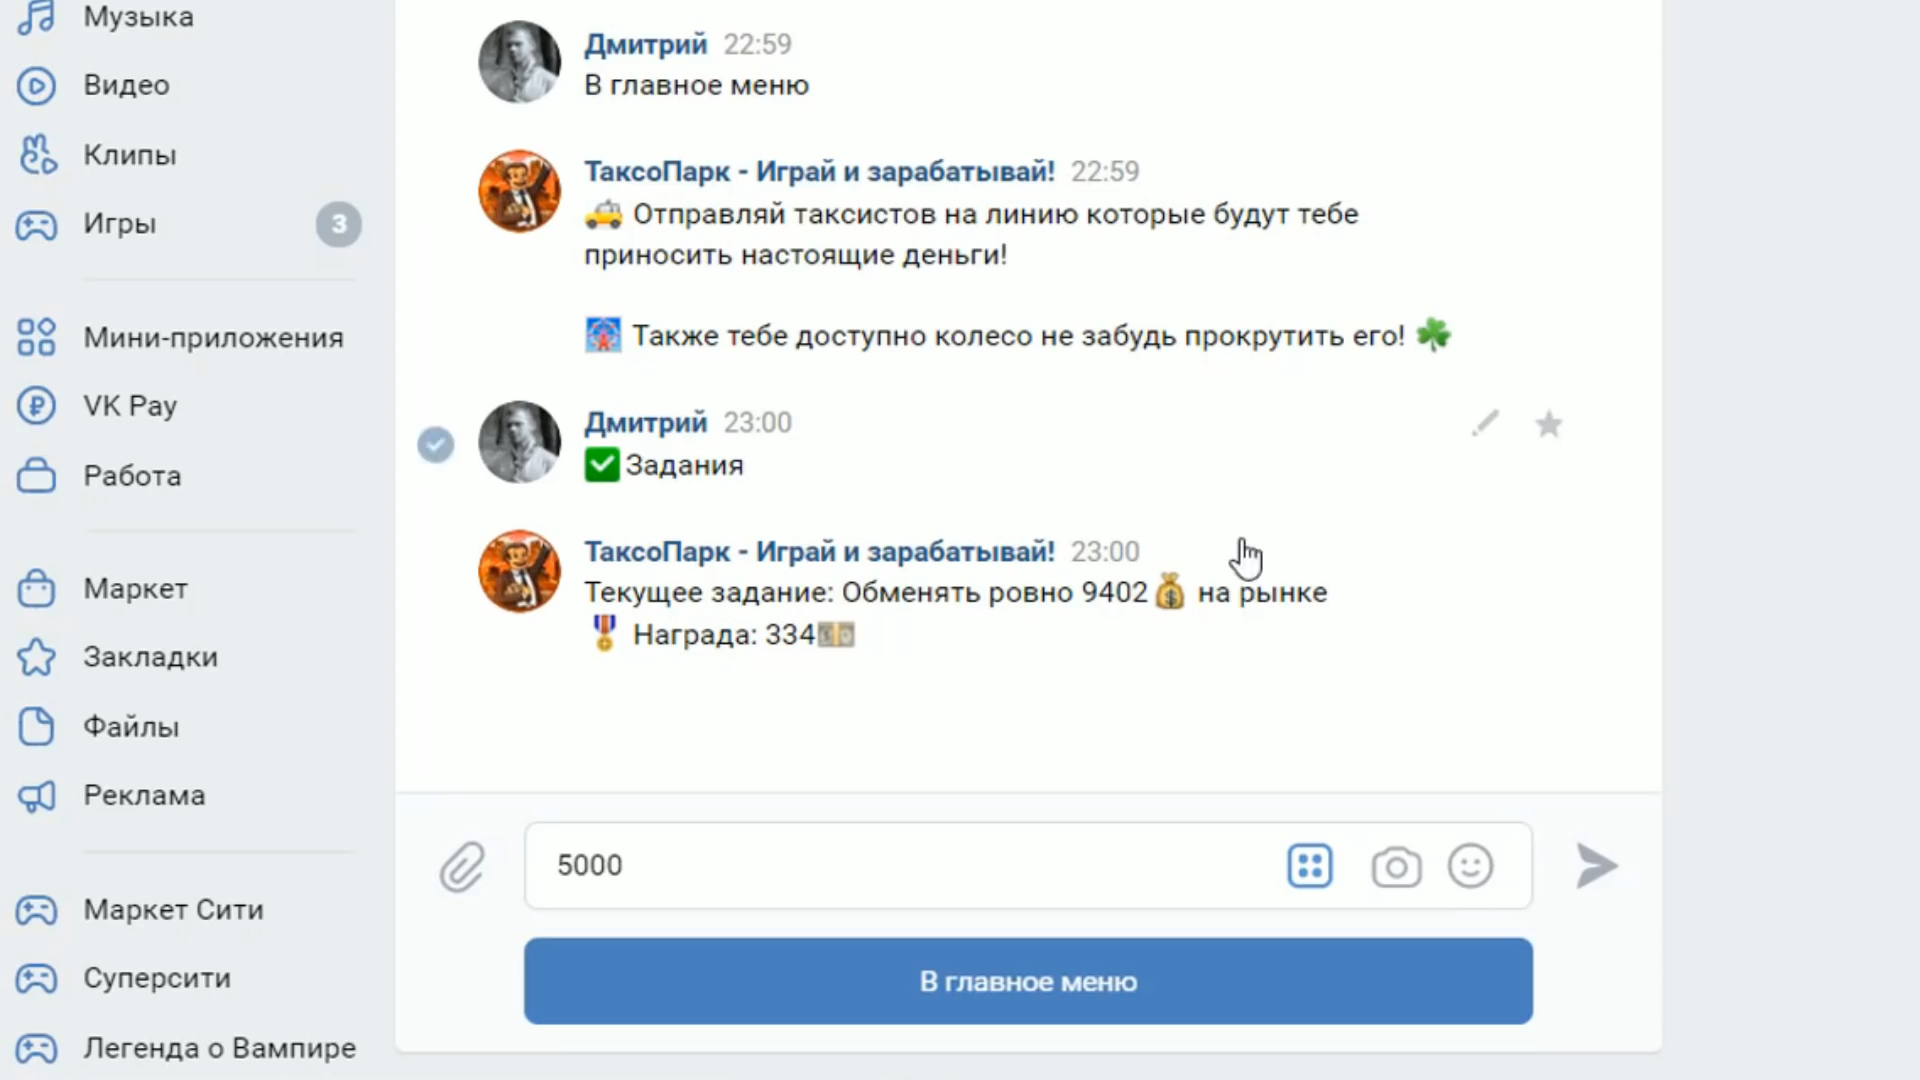 Музыка
Видео
Клипы
Игры
3
Мини-приложения
VK Pay
Работа
Маркет
Закладки
Файлы
Реклама
Маркет Сити
Суперсити
Легенда о Вампире
Дмитрий 22:59
В главное меню
ТаксоПарк - Играй и зарабатывай! 22:59
🚕 Отправляй таксистов на линию которые будут тебе
приносить настоящие деньги!
🎡 Также тебе доступно колесо не забудь прокрутить его! ☘
Дмитрий 23:00
✅Задания
ТаксоПарк - Играй и зарабатывай! 23:00
Текущее задание: Обменять ровно 9402💰 на рынке
🎖 Награда: 334💵
5000
В главное меню